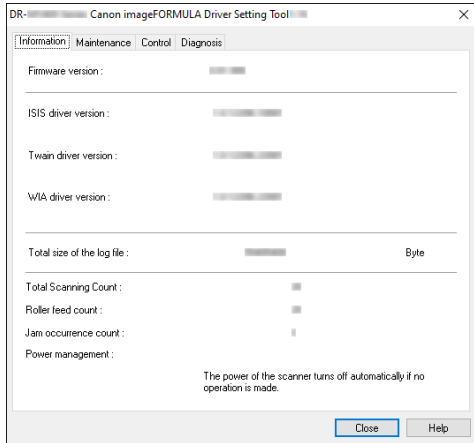 DR- Canon imageFORMULA Driver Setting Tool
Information Maintenance Control Diagnosis
Firmware version :
ISIS driver version :
Twain driver version :
WIA driver version :
Total size of the log file : Byte
Total Scanning Count :
Roller feed count :
Jam occurrence count :
Power management :
The power of the scanner turns off automatically if no
operation is made.
Close Help